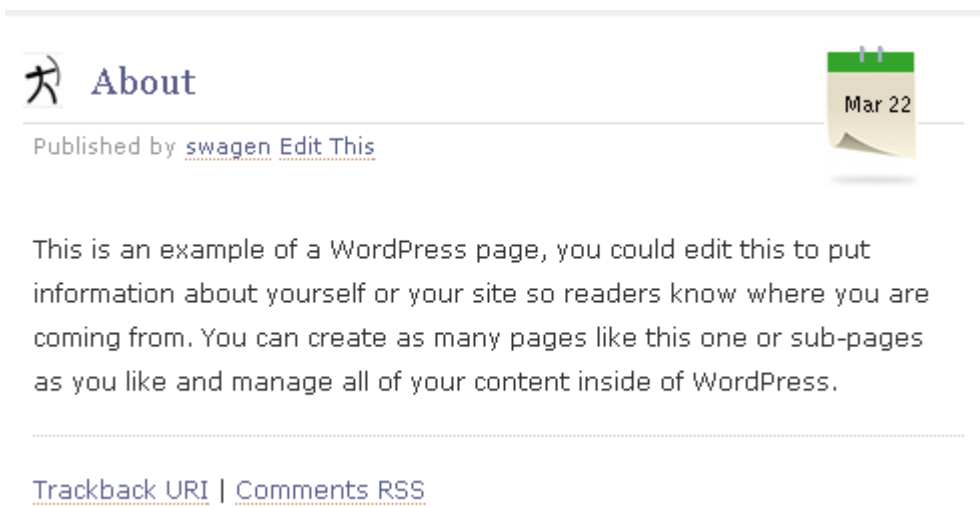 About
Mar 22
Published by swagen Edit This
This is an example of a WordPress page, you could edit this to put
information about yourself or your site so readers know where you are
coming from. You can create as many pages like this one or sub-pages
as you like and manage all of your content inside of WordPress.
Trackback URI | Comments RSS